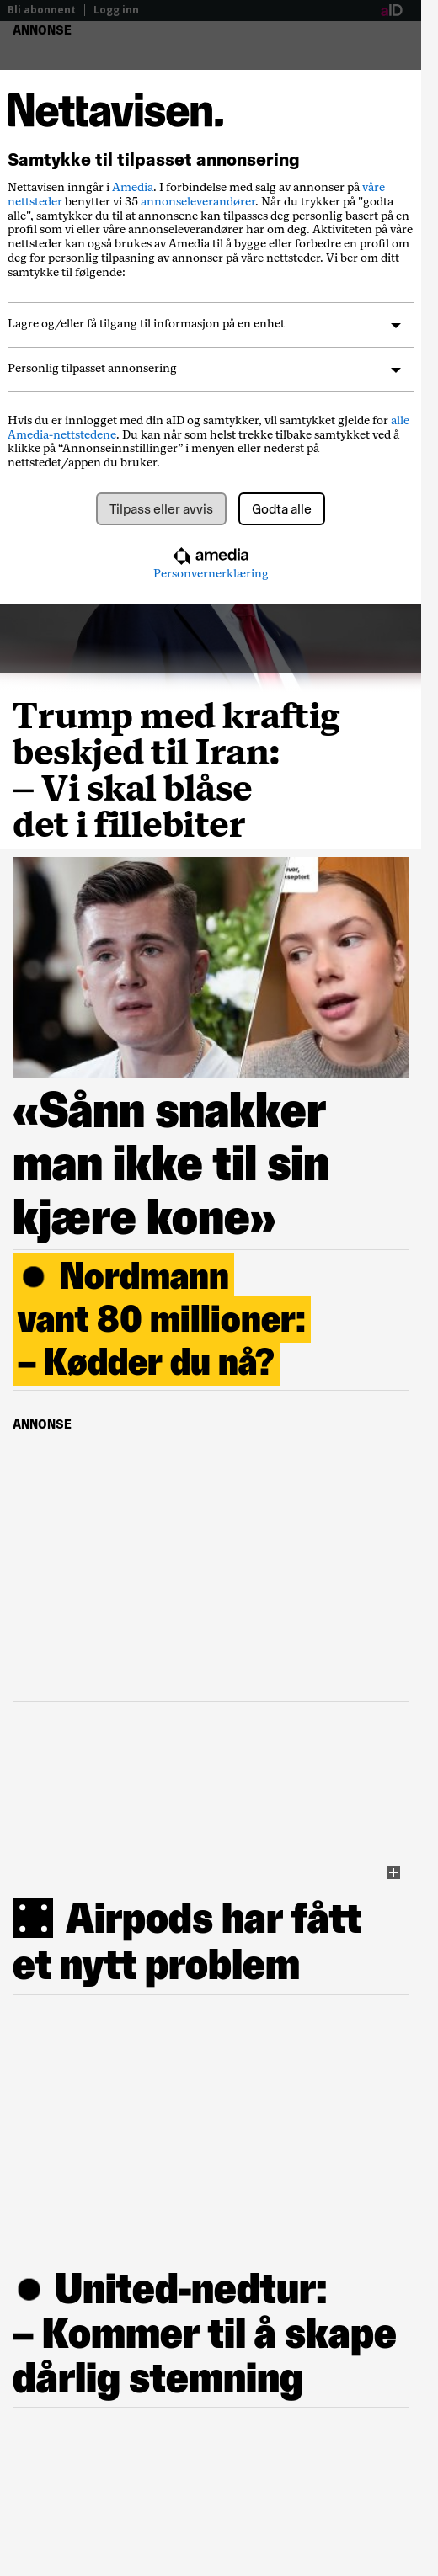 Bli abonnent
Logg inn
aID
ANNONSE
Nettavisen.
Samtykke til tilpasset annonsering
Nettavisen inngår i Amedia. I forbindelse med salg av annonser på våre
nettsteder benytter vi 35 annonseleverandører. Når du trykker på "godta
alle", samtykker du til at annonsene kan tilpasses deg personlig basert på en
profil som vi eller våre annonseleverandører har om deg. Aktiviteten på våre
nettsteder kan også brukes av Amedia til å bygge eller forbedre en profil om
deg for personlig tilpasning av annonser på våre nettsteder. Vi ber om ditt
samtykke til følgende:
Lagre og/eller få tilgang til informasjon på en enhet
Personlig tilpasset annonsering
Hvis du er innlogget med din aID og samtykker, vil samtykket gjelde for alle
Amedia-nettstedene. Du kan når som helst trekke tilbake samtykket ved å
klikke på “Annonseinnstillinger” i menyen eller nederst på
nettstedet/appen du bruker.
Tilpass eller avvis
Godta alle
amedia
Personvernerklæring
Trump med kraftig
beskjed til Iran:
– Vi skal blåse
det i fillebiter
«Sånn snakker
man ikke til sin
kjære kone»
Nordmann
vant 80 millioner:
– Kødder du nå?
ANNONSE
Airpods har fått
et nytt problem
United-nedtur:
– Kommer til å skape
dårlig stemning